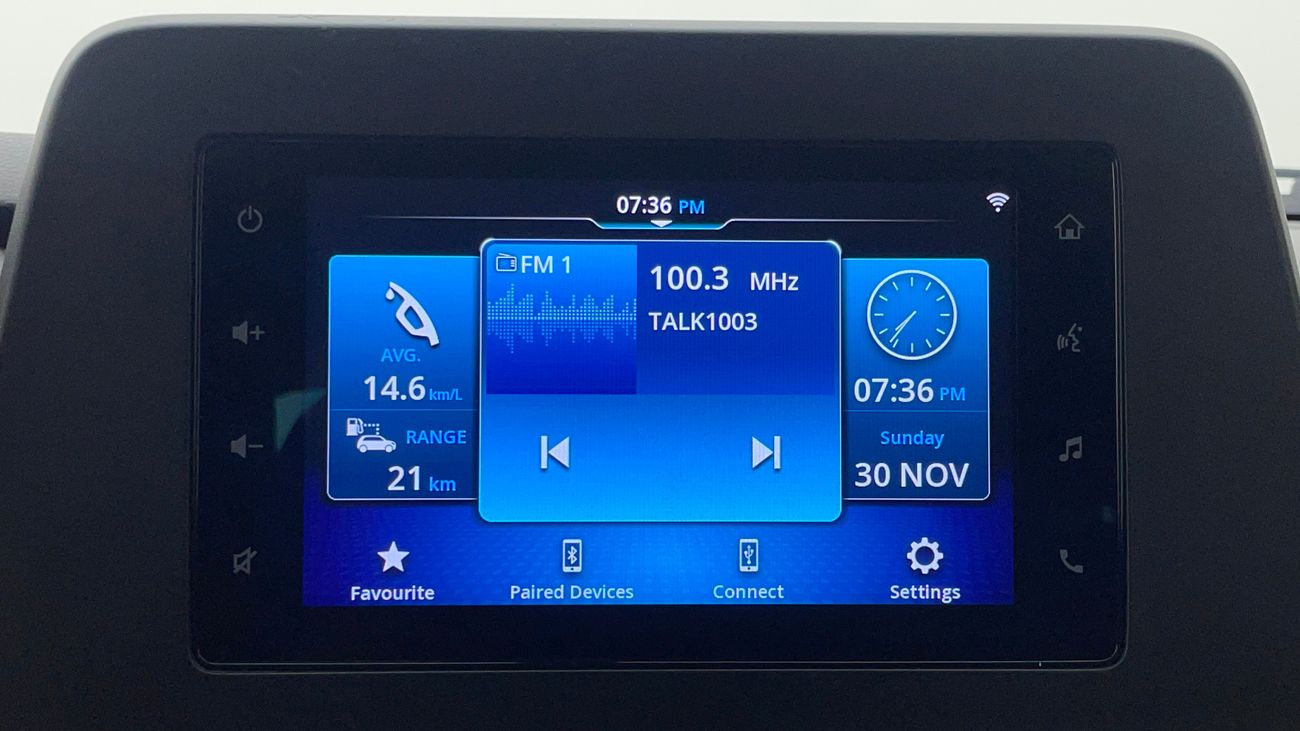 07:36 PM
FM 1
100.3 MHz
TALK1003
AVG.
14.6 km/L
RANGE
21 km
07:36 PM
Sunday
30 NOV
Favourite
Paired Devices
Connect
Settings